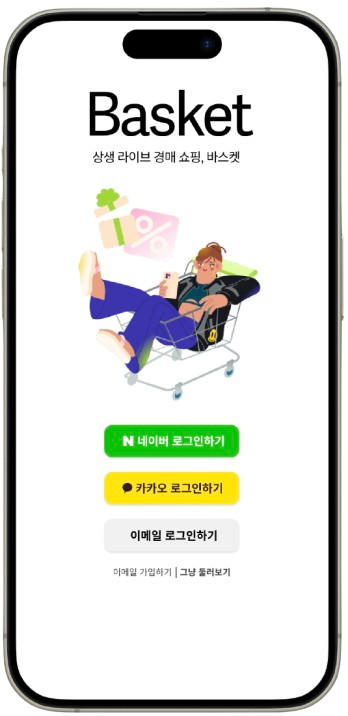 Basket
상생 라이브 경매 쇼핑, 바스켓
%
N 네이버 로그인하기
카카오 로그인하기
이메일 로그인하기
이메일 가입하기 | 그냥 둘러보기